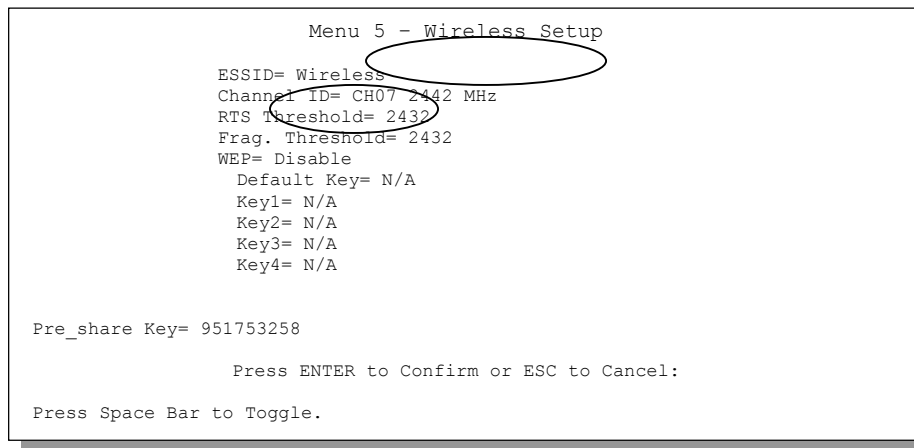 Menu 5 – Wireless Setup
ESSID= Wireless
Channel ID= CH07 2442 MHz
RTS Threshold= 2432
Frag. Threshold= 2432
WEP= Disable
Default Key= N/A
Key1= N/A
Key2= N/A
Key3= N/A
Key4= N/A
Pre_share Key= 951753258
Press ENTER to Confirm or ESC to Cancel:
Press Space Bar to Toggle.